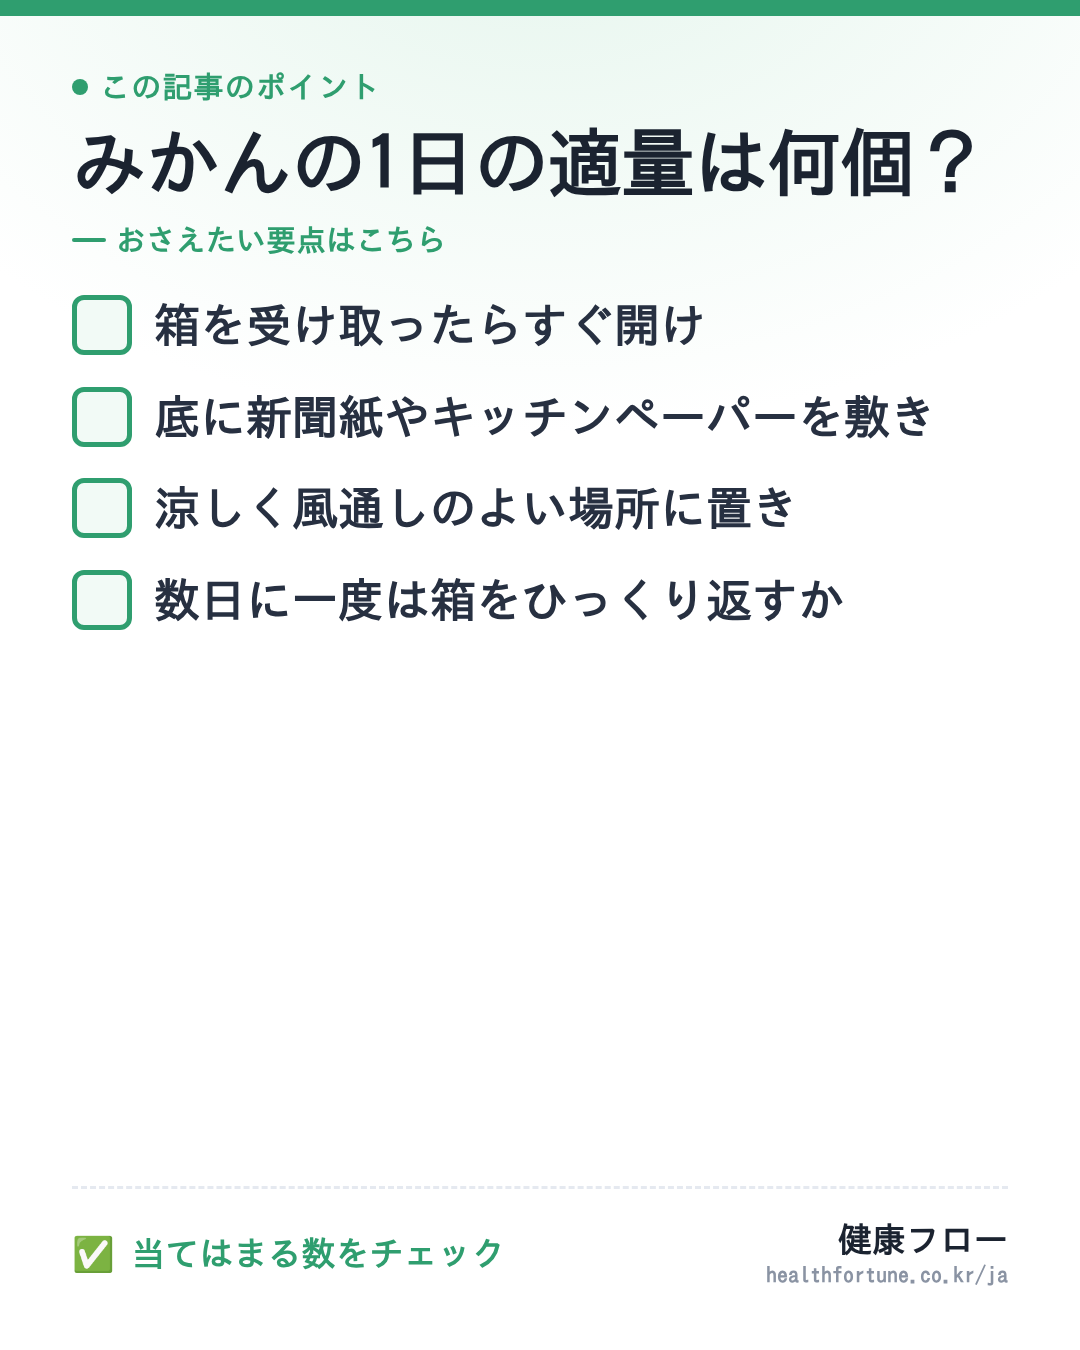 この記事のポイント
みかんの1日の適量は何個？
おさえたい要点はこちら
箱を受け取ったらすぐ開け
底に新聞紙やキッチンペーパーを敷き
涼しく風通しのよい場所に置き
数日に一度は箱をひっくり返すか
✅ 当てはまる数をチェック
健康フロー
healthfortune.co.kr/ja